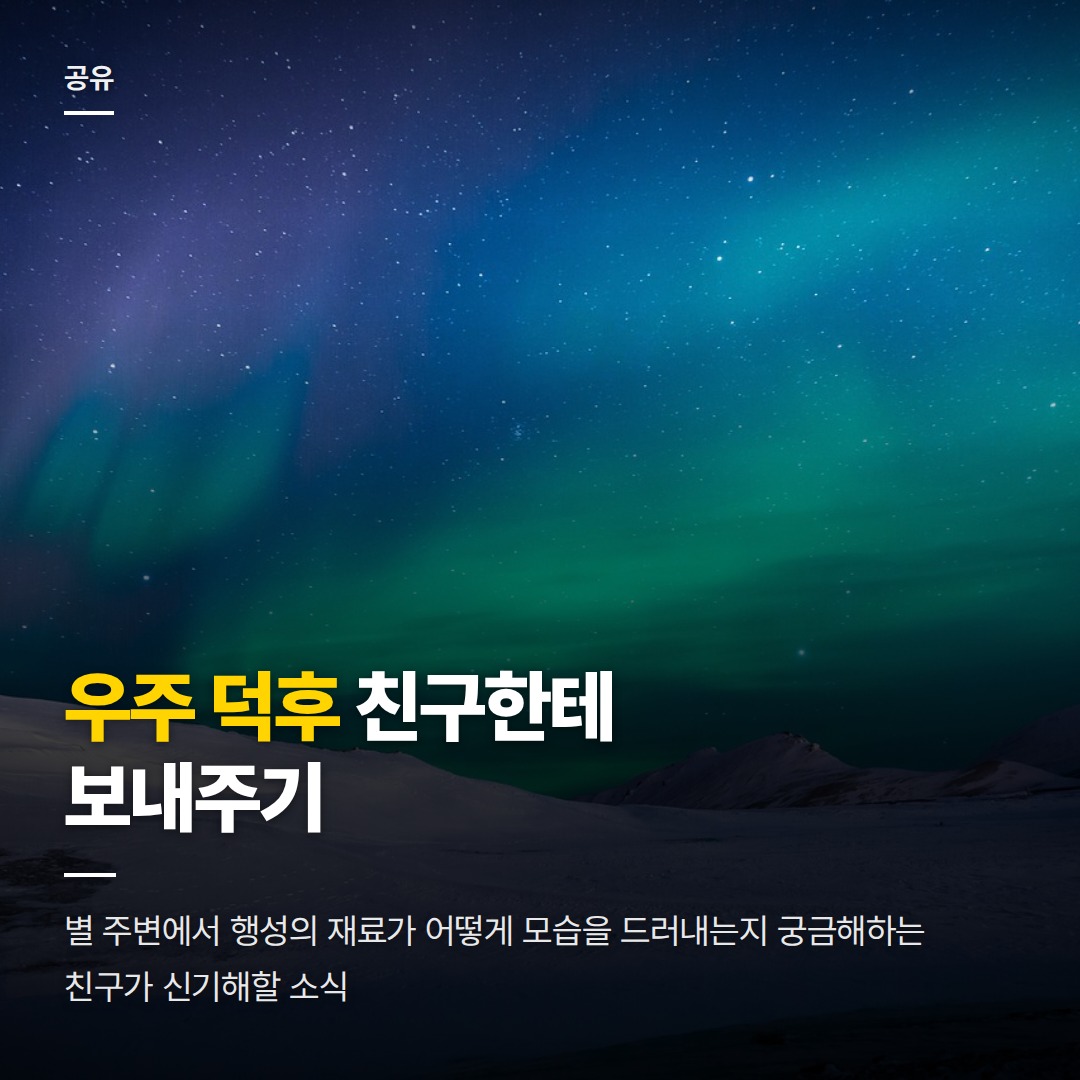 공유
우주 덕후 친구한테
보내주기
별 주변에서 행성의 재료가 어떻게 모습을 드러내는지 궁금해하는
친구가 신기해할 소식